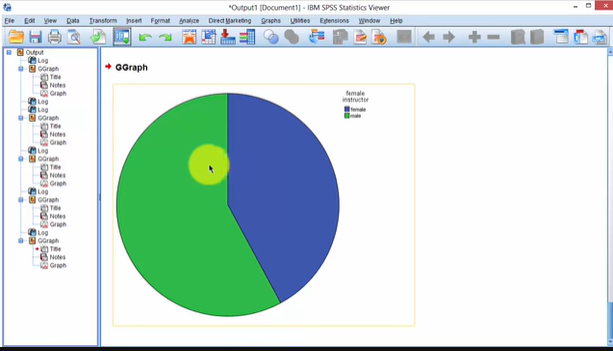 *Output1 [Document1] - IBM SPSS Statistics Viewer
File Edit View Data Transform Insert Format Analyze Direct Marketing Graphs Utilities Extensions Window Help
Output
Log
GGraph
Title
Notes
Graph
Log
Log
GGraph
Title
Notes
Graph
Log
GGraph
Title
Notes
Graph
Log
GGraph
Title
Notes
Graph
Log
GGraph
Title
Notes
Graph
GGraph
female
instructor
female
male